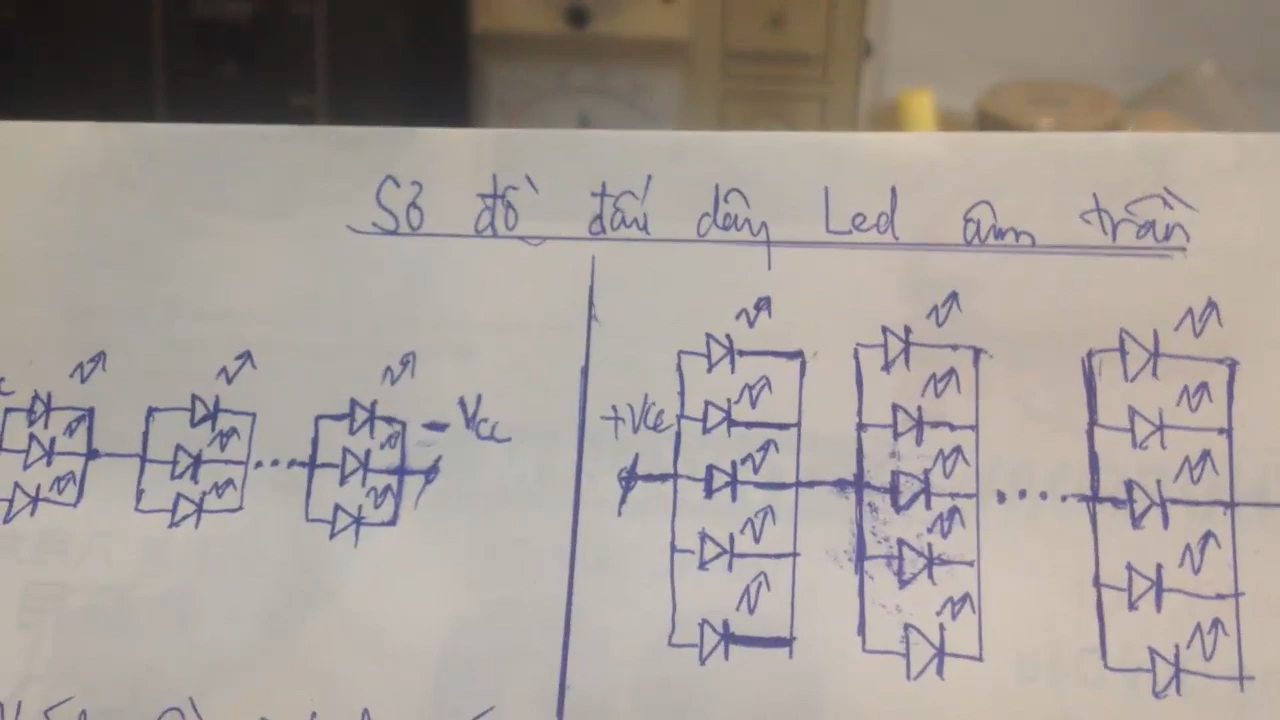 Sơ đồ đấu dây Led âm trần
- Vcc
+Vcc